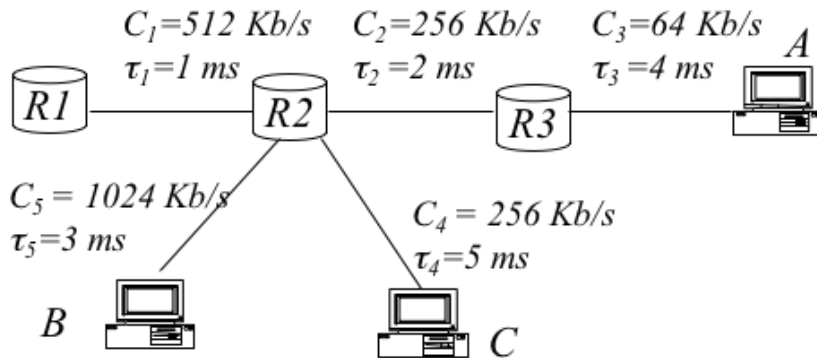 C₁=512 Kb/s
τ₁=1 ms
C₂=256 Kb/s
τ₂=2 ms
C₃=64 Kb/s
τ₃=4 ms
A
R1
R2
R3
C₅ = 1024 Kb/s
τ₅=3 ms
C₄ = 256 Kb/s
τ₄=5 ms
B
C